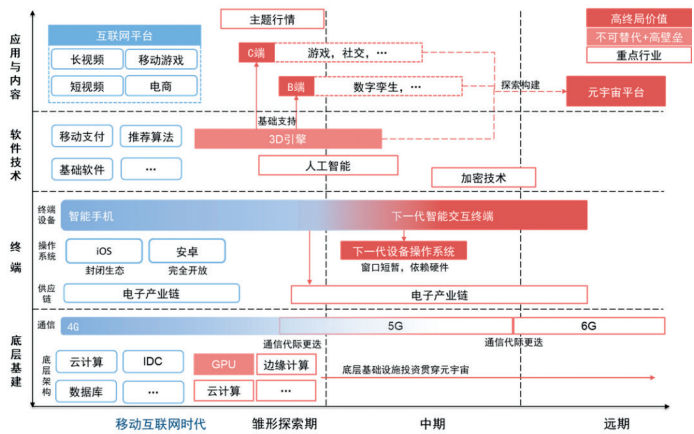 主题行情
高终局价值
不可替代+高壁垒
重点行业
应用与内容
互联网平台
长视频
移动游戏
短视频
电商
C端
游戏，社交，…
B端
数字孪生，…
探索构建
元宇宙平台
基础支持
软件技术
移动支付
推荐算法
3D引擎
基础软件
…
人工智能
加密技术
终端
终端设备
智能手机
下一代智能交互终端
操作系统
iOS
安卓
封闭生态
完全开放
下一代设备操作系统
窗口短暂，依赖硬件
供应链
电子产业链
电子产业链
底层基建
通信
4G
5G
6G
通信代际更迭
通信代际更迭
底层架构
云计算
IDC
GPU
边缘计算
底层基础设施投资贯穿元宇宙
数据库
…
云计算
…
移动互联网时代
雏形探索期
中期
远期